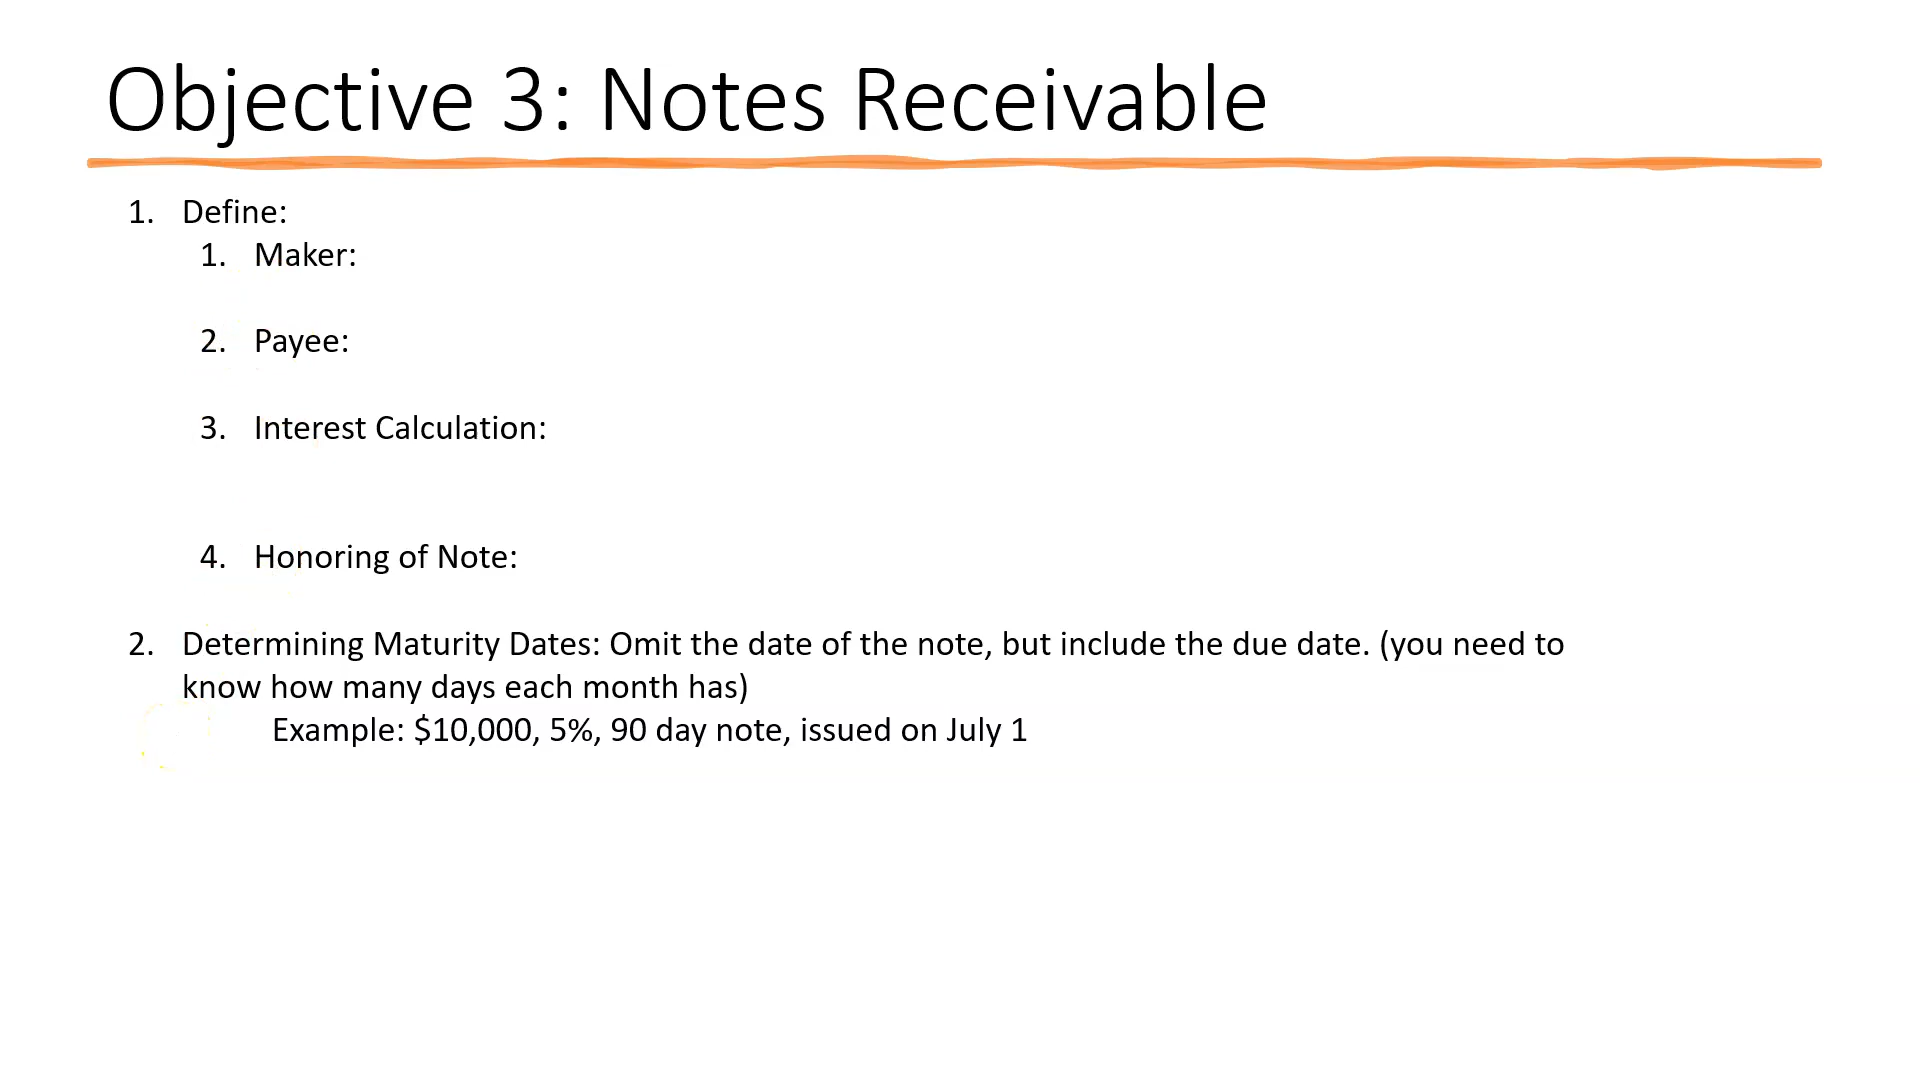 Objective 3: Notes Receivable
1. Define:
1. Maker:
2. Payee:
3. Interest Calculation:
4. Honoring of Note:
2. Determining Maturity Dates: Omit the date of the note, but include the due date. (you need to
know how many days each month has)
Example: $10,000, 5%, 90 day note, issued on July 1